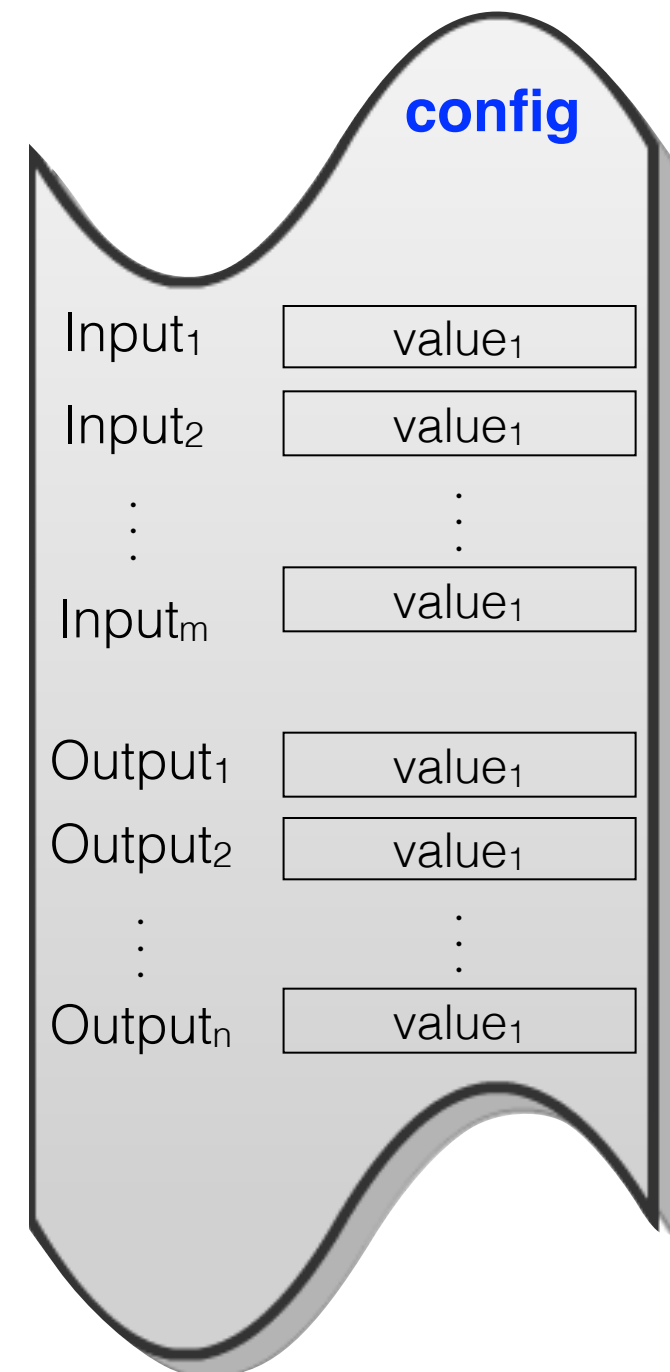 config
Input₁ value₁
Input₂ value₁
⋮ ⋮
Inputₘ value₁
Output₁ value₁
Output₂ value₁
⋮ ⋮
Outputₙ value₁